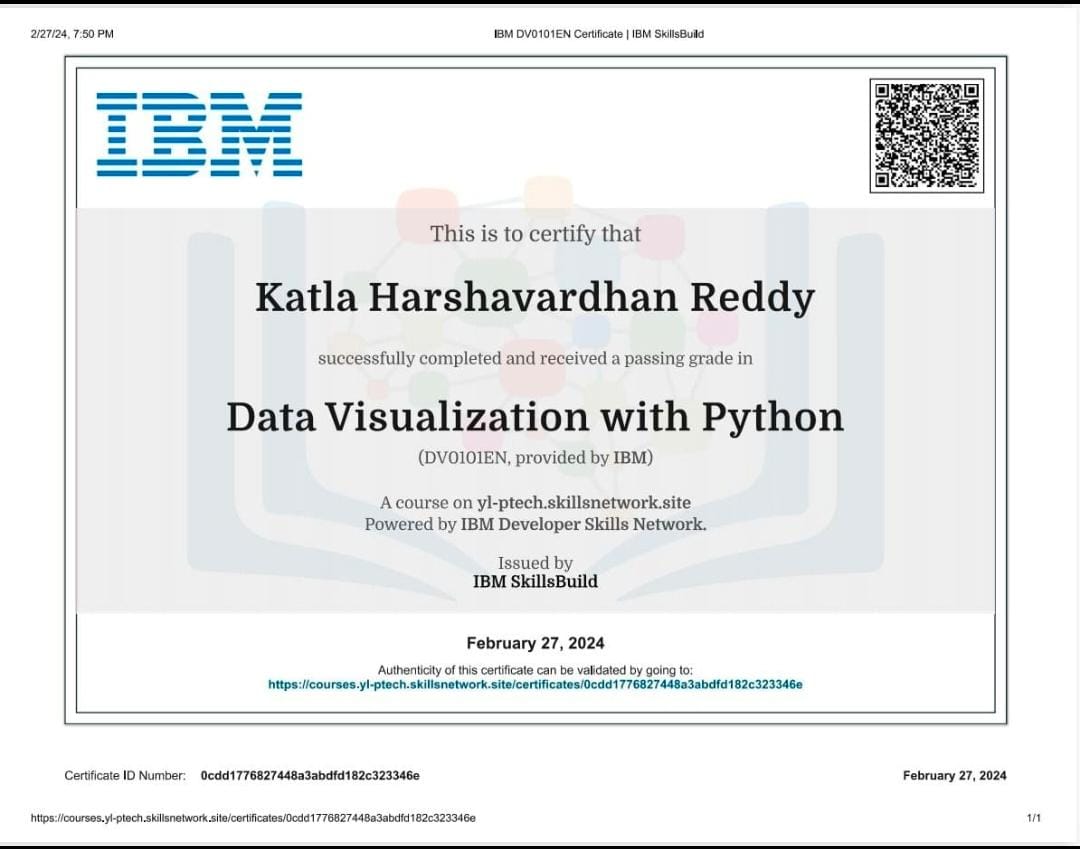 2/27/24, 7:50 PM
IBM DV0101EN Certificate | IBM SkillsBuild
IBM
This is to certify that
Katla Harshavardhan Reddy
successfully completed and received a passing grade in
Data Visualization with Python
(DV0101EN, provided by IBM)
A course on yl-ptech.skillsnetwork.site
Powered by IBM Developer Skills Network.
Issued by
IBM SkillsBuild
February 27, 2024
Authenticity of this certificate can be validated by going to:
https://courses.yl-ptech.skillsnetwork.site/certificates/0cdd1776827448a3abdfd182c323346e
Certificate ID Number: 0cdd1776827448a3abdfd182c323346e
February 27, 2024
https://courses.yl-ptech.skillsnetwork.site/certificates/0cdd1776827448a3abdfd182c323346e
1/1